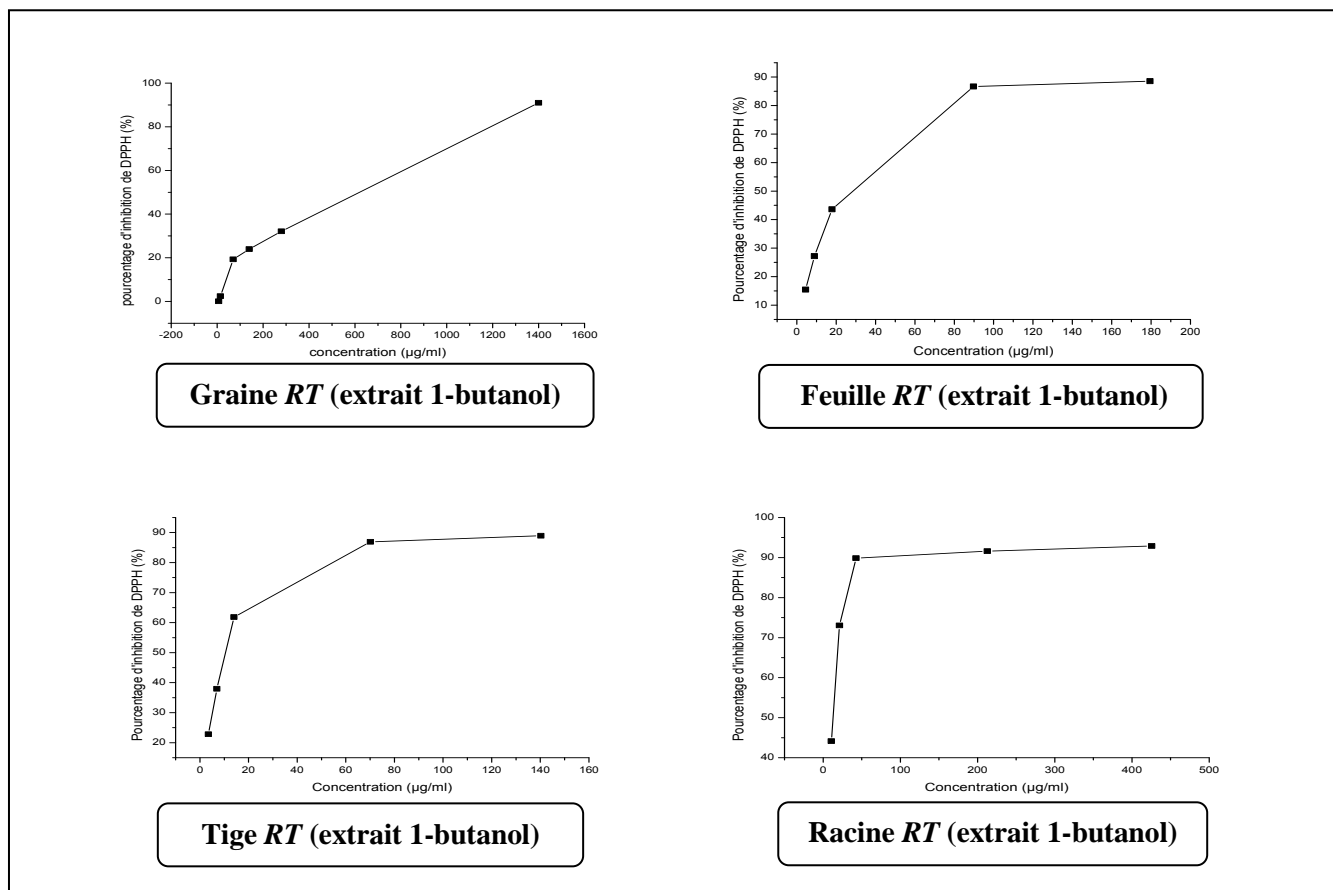 pourcentage d'inhibition de DPPH (%)
100
80
60
40
20
0
-200 0 200 400 600 800 1000 1200 1400 1600
concentration (µg/ml)
Graine RT (extrait 1-butanol)
Pourcentage d'inhibition de DPPH (%)
90
80
70
60
50
40
30
20
10
0 20 40 60 80 100 120 140 160 180 200
Concentration (µg/ml)
Feuille RT (extrait 1-butanol)
Pourcentage d'inhibition de DPPH (%)
90
80
70
60
50
40
30
20
0 20 40 60 80 100 120 140 160
Concentration (µg/ml)
Tige RT (extrait 1-butanol)
Pourcentage d'inhibition de DPPH (%)
100
90
80
70
60
50
40
0 100 200 300 400 500
Concentration (µg/ml)
Racine RT (extrait 1-butanol)